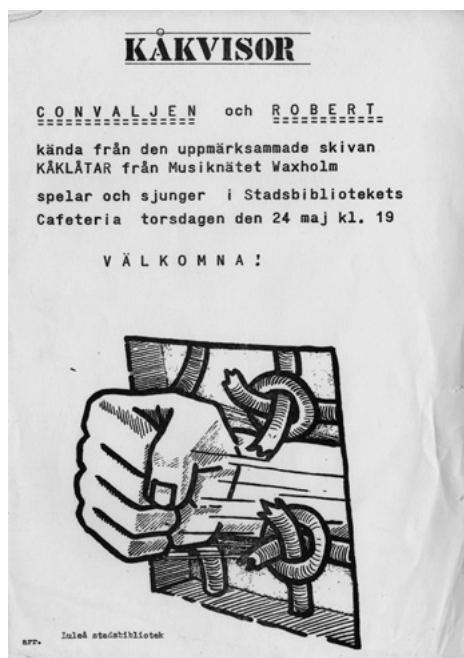 KÅKVISOR
CONVALJEN och ROBERT
kända från den uppmärksammade skivan
KÅKLÅTAR från Musiknätet Waxholm
spelar och sjunger i Stadsbibliotekets
Cafeteria torsdagen den 24 maj kl. 19
VÄLKOMNA!
arr. Luleå stadsbibliotek